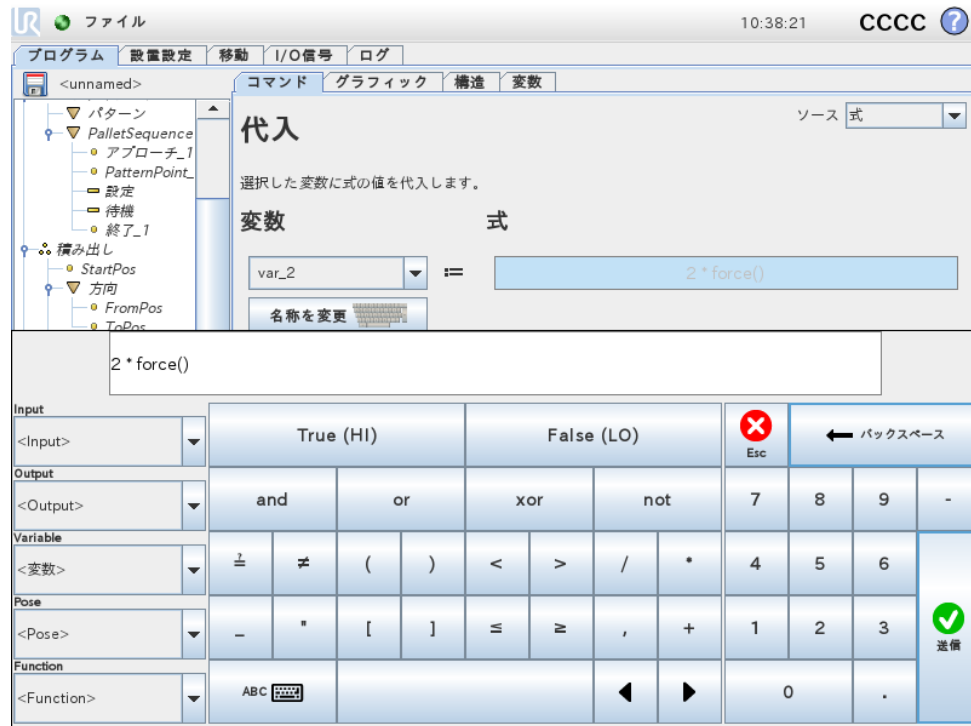 UR ファイル 10:38:21 CCCC ?
プログラム 設置設定 移動 I/O信号 ログ
<unnamed> コマンド グラフィック 構造 変数
パターン
PalletSequence
アプローチ_1
PatternPoint_
設定
待機
終了_1
積み出し
StartPos
方向
FromPos
ToPos
代入
ソース 式
選択した変数に式の値を代入します。
変数 式
var_2 := 2 * force()
名称を変更
2 * force()
Input
<Input> True (HI) False (LO) Esc バックスペース
Output
<Output> and or xor not 7 8 9 -
Variable
<変数> ≟ ≠ ( ) < > / * 4 5 6
Pose
<Pose> _ " [ ] ≦ ≧ , + 1 2 3 送信
Function
<Function> ABC 0 .